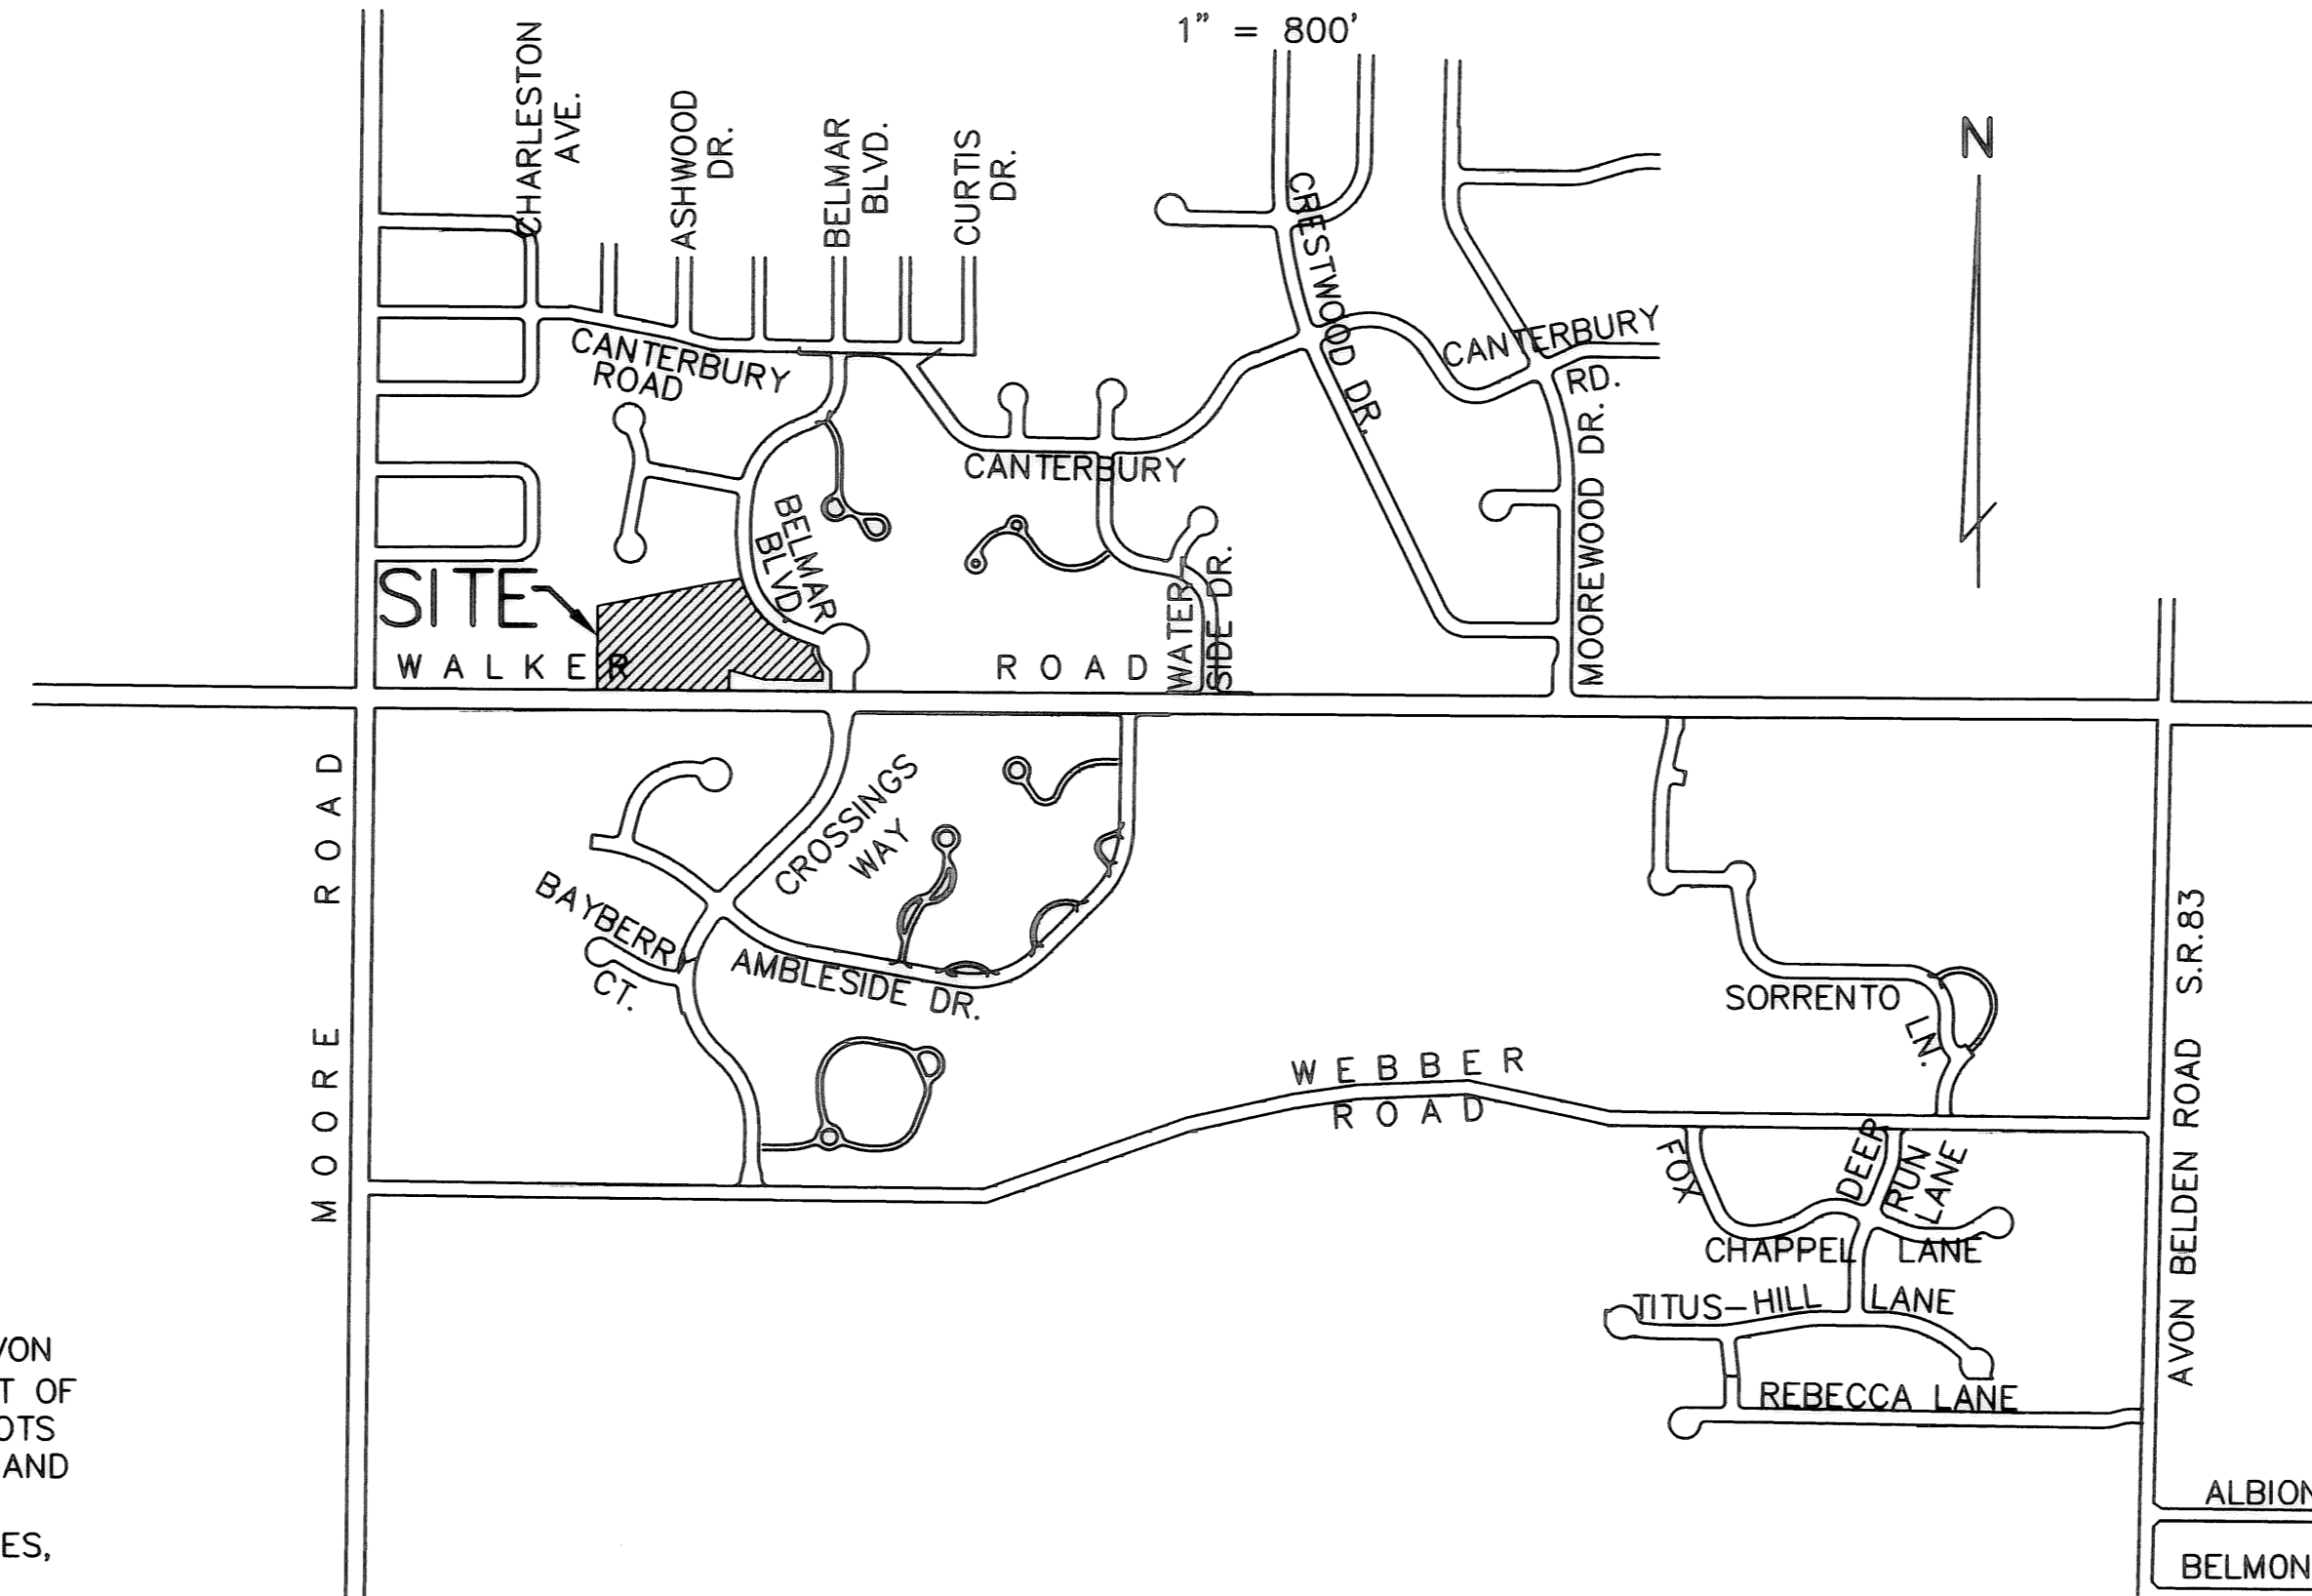 1" = 800'
N
CHARLESTON
AVE.
ASHWOOD
DR.
BELMAR
BLVD.
CURTIS
DR.
CRESTWOOD DR.
CANTERBURY
ROAD
CANTERBURY
RD.
CANTERBURY
MOOREWOOD DR.
BELMAR
BLVD.
WATER
SIDE DR.
SITE
WALKER ROAD
MOORE ROAD
CROSSINGS
WAY
BAYBERR
CT.
AMBLESIDE DR.
SORRENTO
LN.
AVON BELDEN ROAD S.R.83
WEBBER
ROAD
FOX
DEER
RUN
LANE
CHAPPEL LANE
TITUS-HILL LANE
REBECCA LANE
VON
T OF
OTS
AND
ES,
ALBION
BELMON